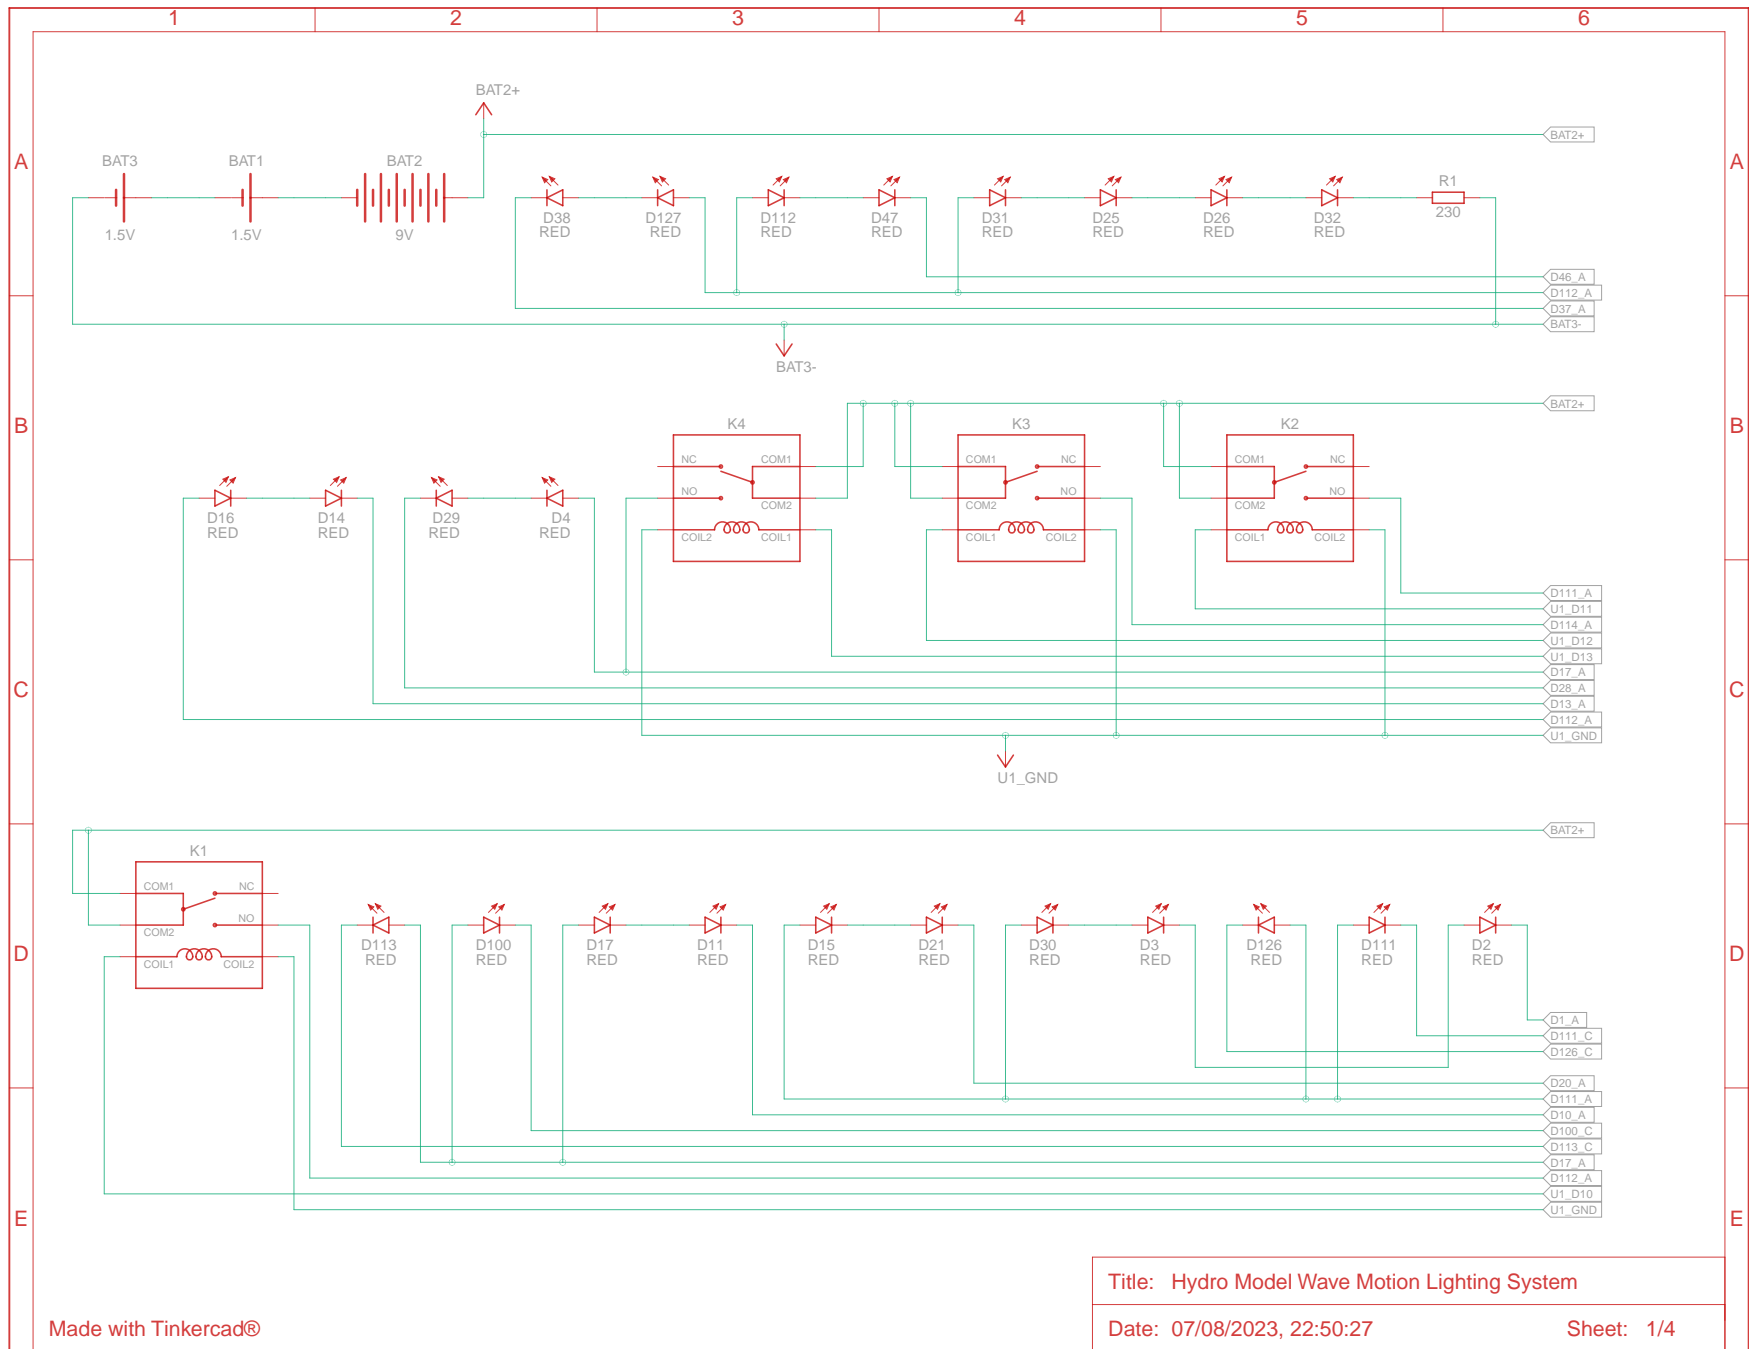 1 2 3 4 5 6
BAT2+
BAT2+
A A
BAT3 BAT1 BAT2
1.5V 1.5V 9V
R1
230
D38 D127 D112 D47 D31 D25 D26 D32
RED RED RED RED RED RED RED RED
D46_A
D112_A
D37_A
BAT3-
BAT3-
BAT2+
B B
K4 K3 K2
NC COM1 COM1 NC COM1 NC
NO COM2 COM2 NO COM2 NO
COIL2 COIL1 COIL1 COIL2 COIL1 COIL2
D16 D14 D29 D4
RED RED RED RED
D111_A
U1_D11
D114_A
U1_D12
U1_D13
D17_A
C C
D28_A
D13_A
D112_A
U1_GND
U1_GND
BAT2+
K1
COM1 NC
NO
COM2
COIL1 COIL2
D D
D113 D100 D17 D11 D15 D21 D30 D3 D126 D111 D2
RED RED RED RED RED RED RED RED RED RED RED
D1_A
D111_C
D126_C
D20_A
D111_A
D10_A
D100_C
D113_C
D17_A
D112_A
U1_D10
U1_GND
E E
Title: Hydro Model Wave Motion Lighting System
Made with Tinkercad®
Date: 07/08/2023, 22:50:27 Sheet: 1/4